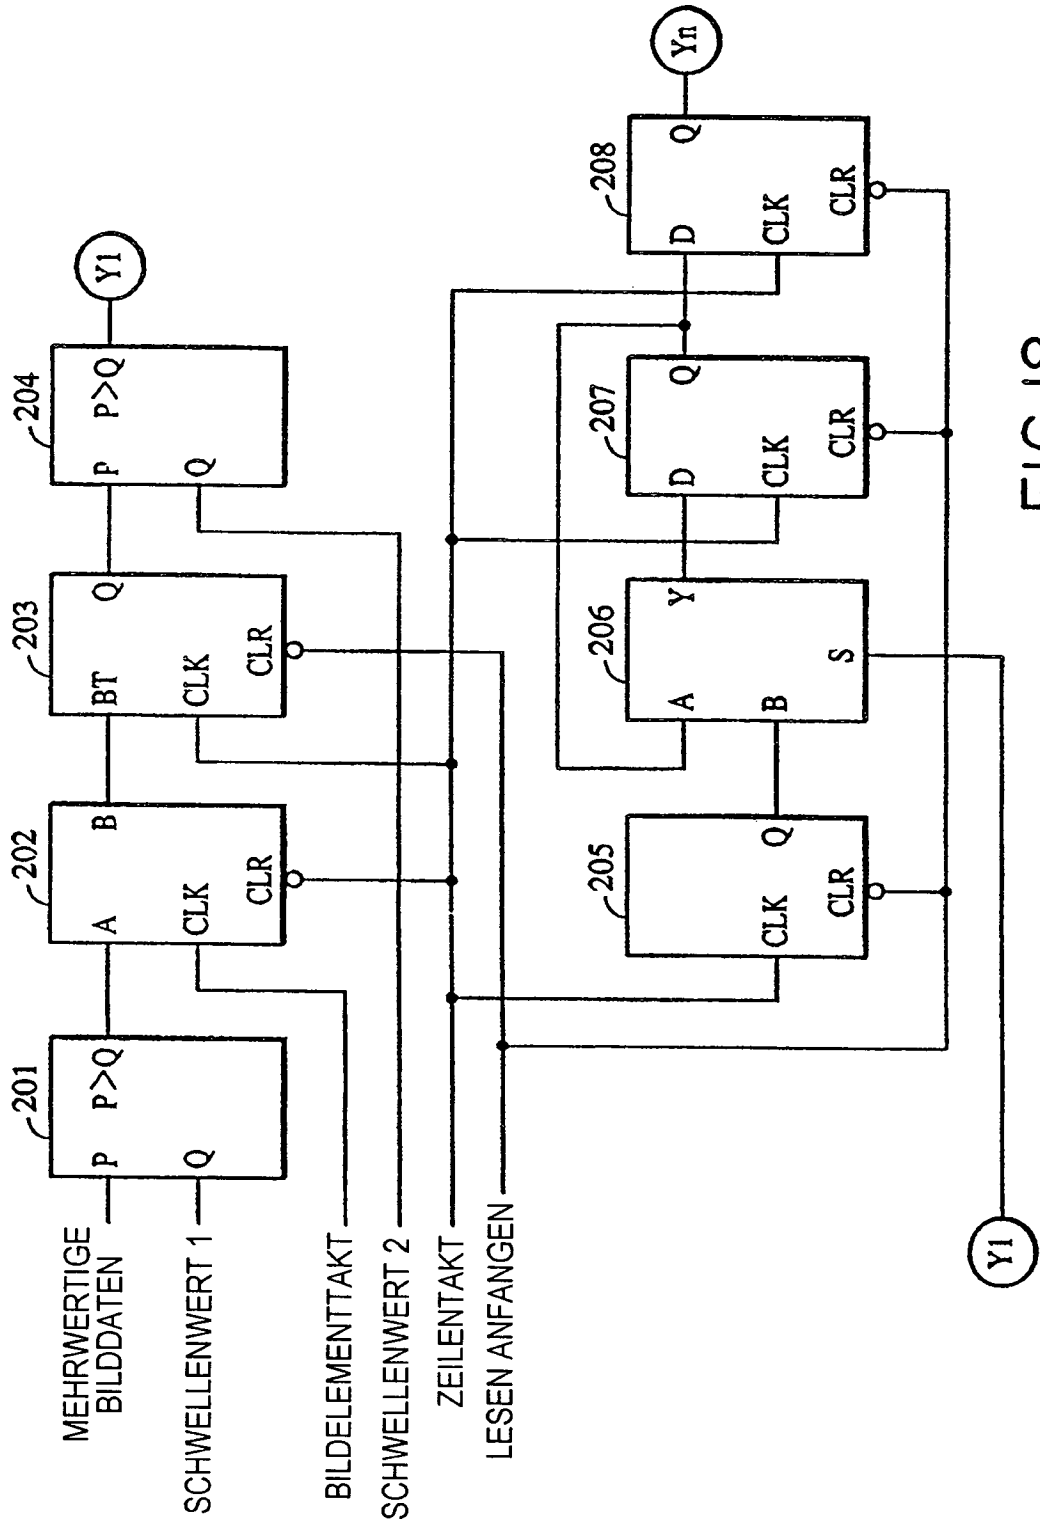 MEHRWERTIGE
BILDDATEN
SCHWELLENWERT 1
BILDELEMENTTAKT
SCHWELLENWERT 2
ZEILENTAKT
LESEN ANFANGEN
201
P P>Q
Q
202
A B
CLK
CLR
203
BT Q
CLK
CLR
204
P P>Q
Q
Y1
205
CLK Q
CLR
206
A Y
B
S
207
D Q
CLK
CLR
208
D Q
CLK
CLR
Yn
Y1